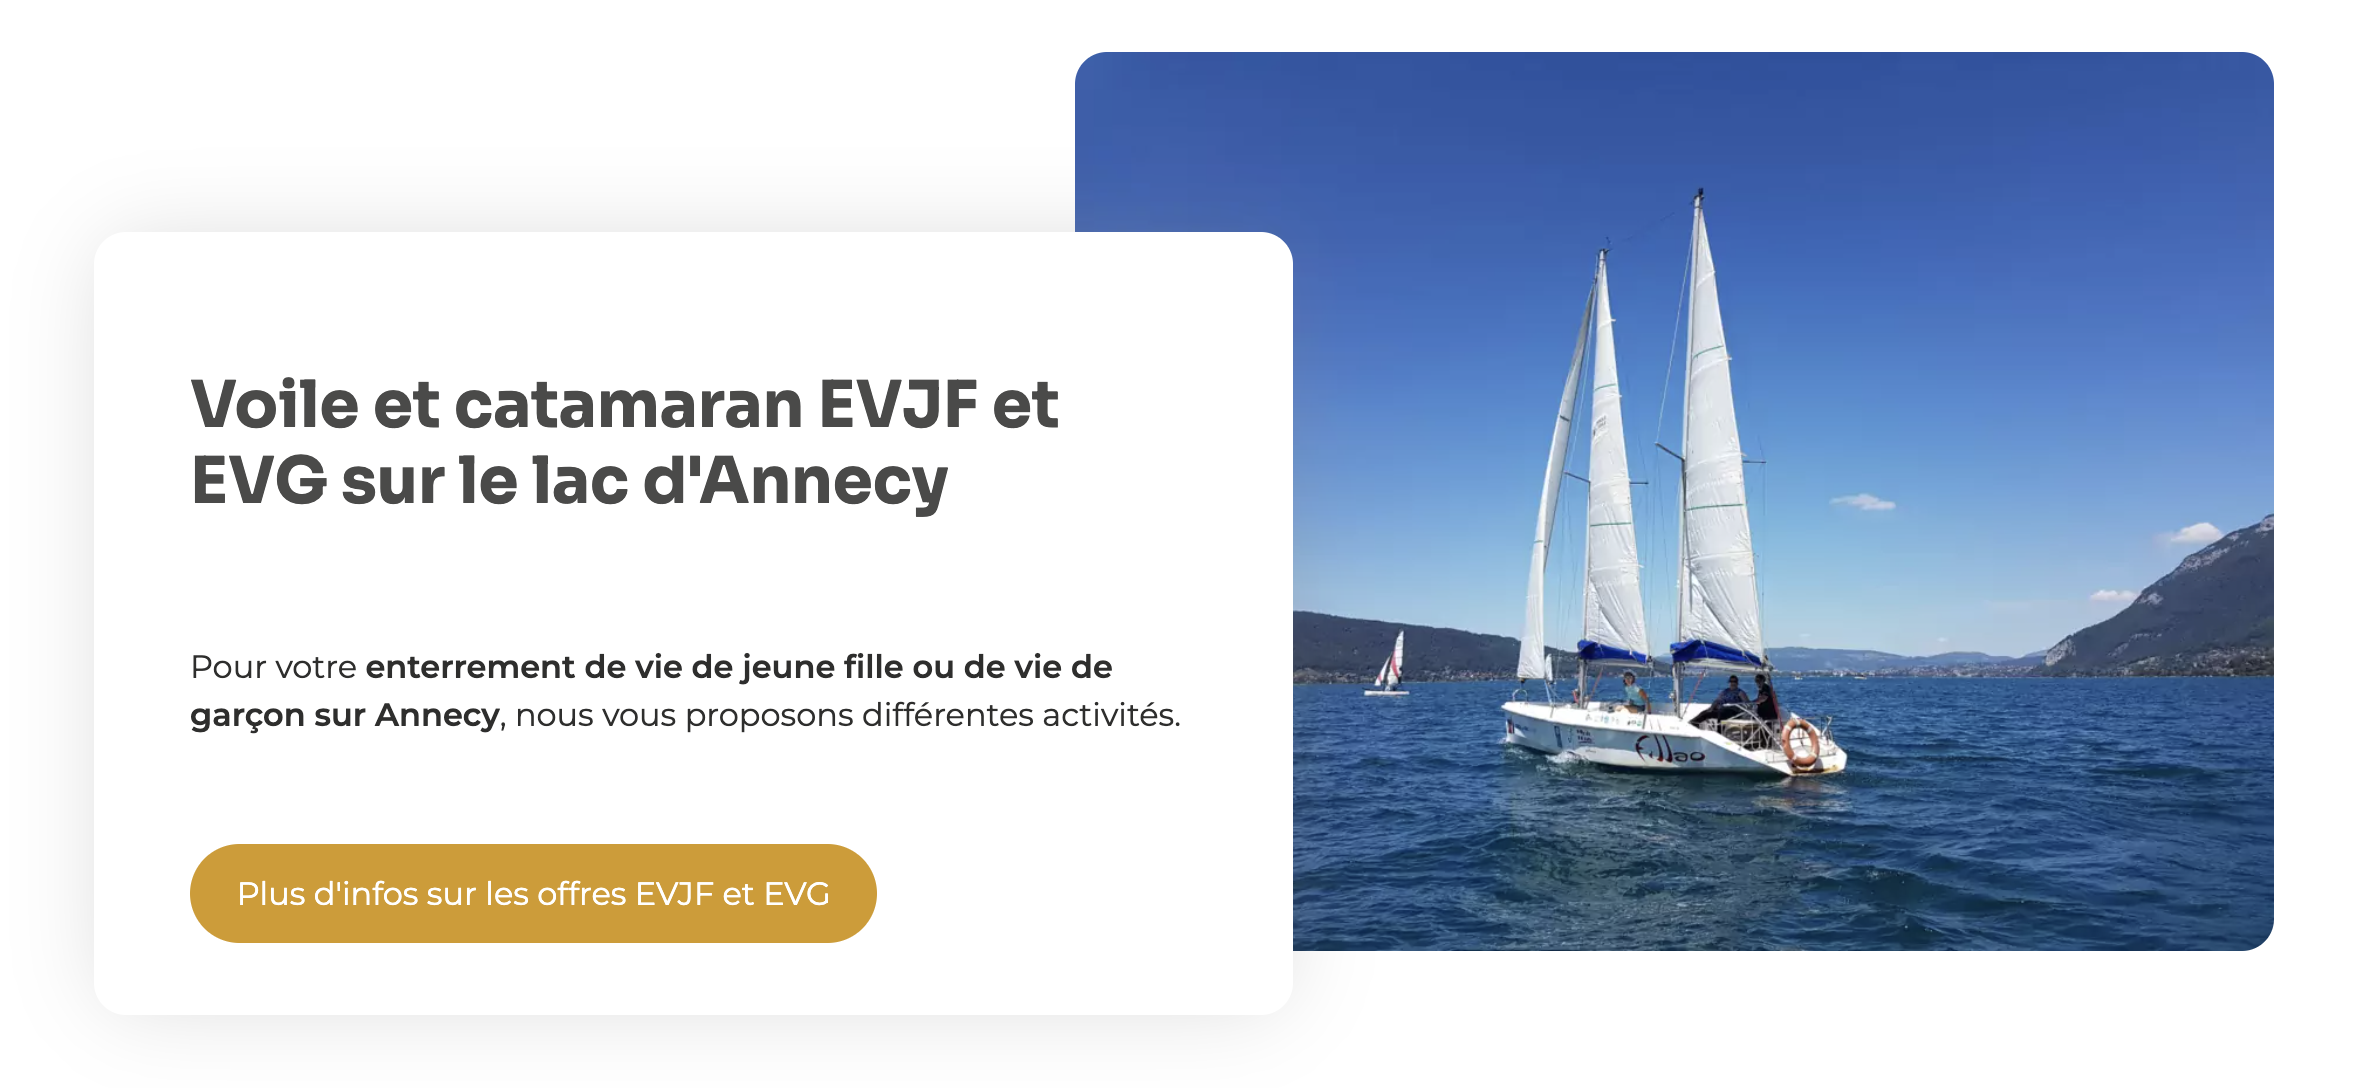 Voile et catamaran EVJF et
EVG sur le lac d'Annecy
Pour votre enterrement de vie de jeune fille ou de vie de
garçon sur Annecy, nous vous proposons différentes activités.
Plus d'infos sur les offres EVJF et EVG